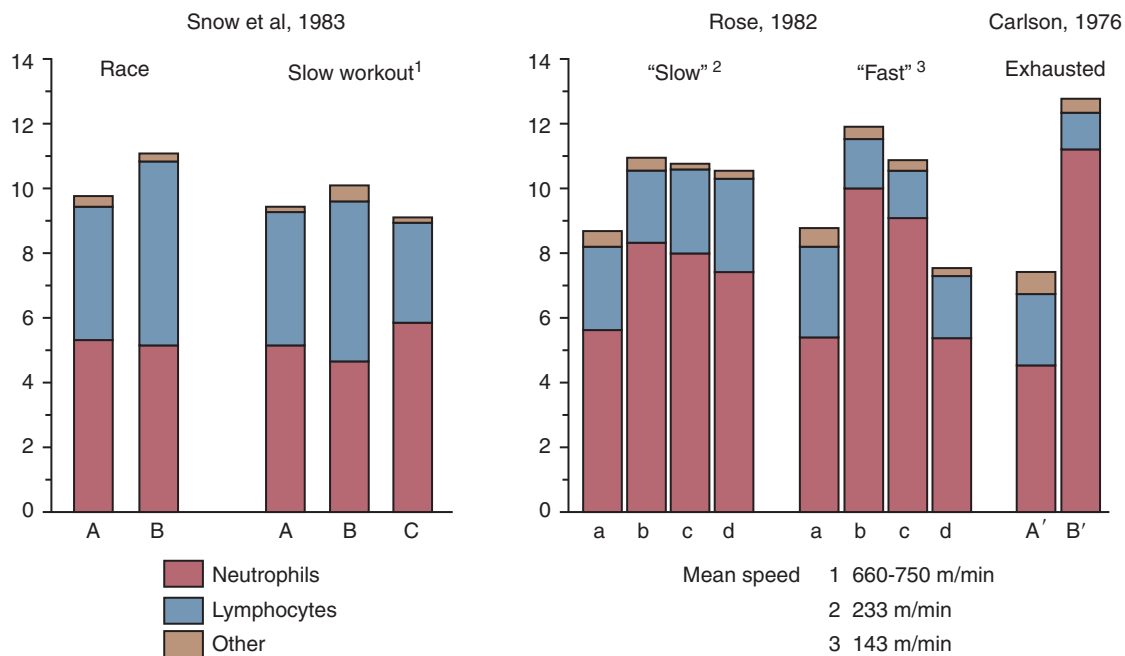 Snow et al, 1983
Rose, 1982
Carlson, 1976
Race
Slow workout1
"Slow" 2
"Fast" 3
Exhausted
14
12
10
8
6
4
2
0
A
B
A
B
C
14
12
10
8
6
4
2
0
a
b
c
d
a
b
c
d
A′
B′
Neutrophils
Lymphocytes
Other
Mean speed 1 660-750 m/min
2 233 m/min
3 143 m/min